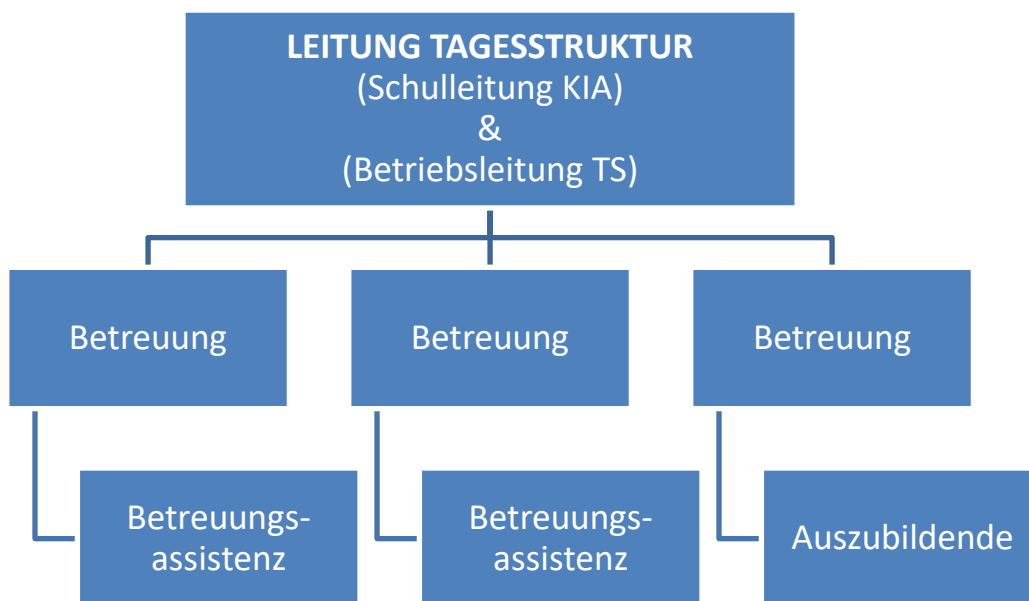 LEITUNG TAGESSTRUKTUR
(Schulleitung KIA)
&
(Betriebsleitung TS)
Betreuung
Betreuung
Betreuung
Betreuungs-
assistenz
Betreuungs-
assistenz
Auszubildende